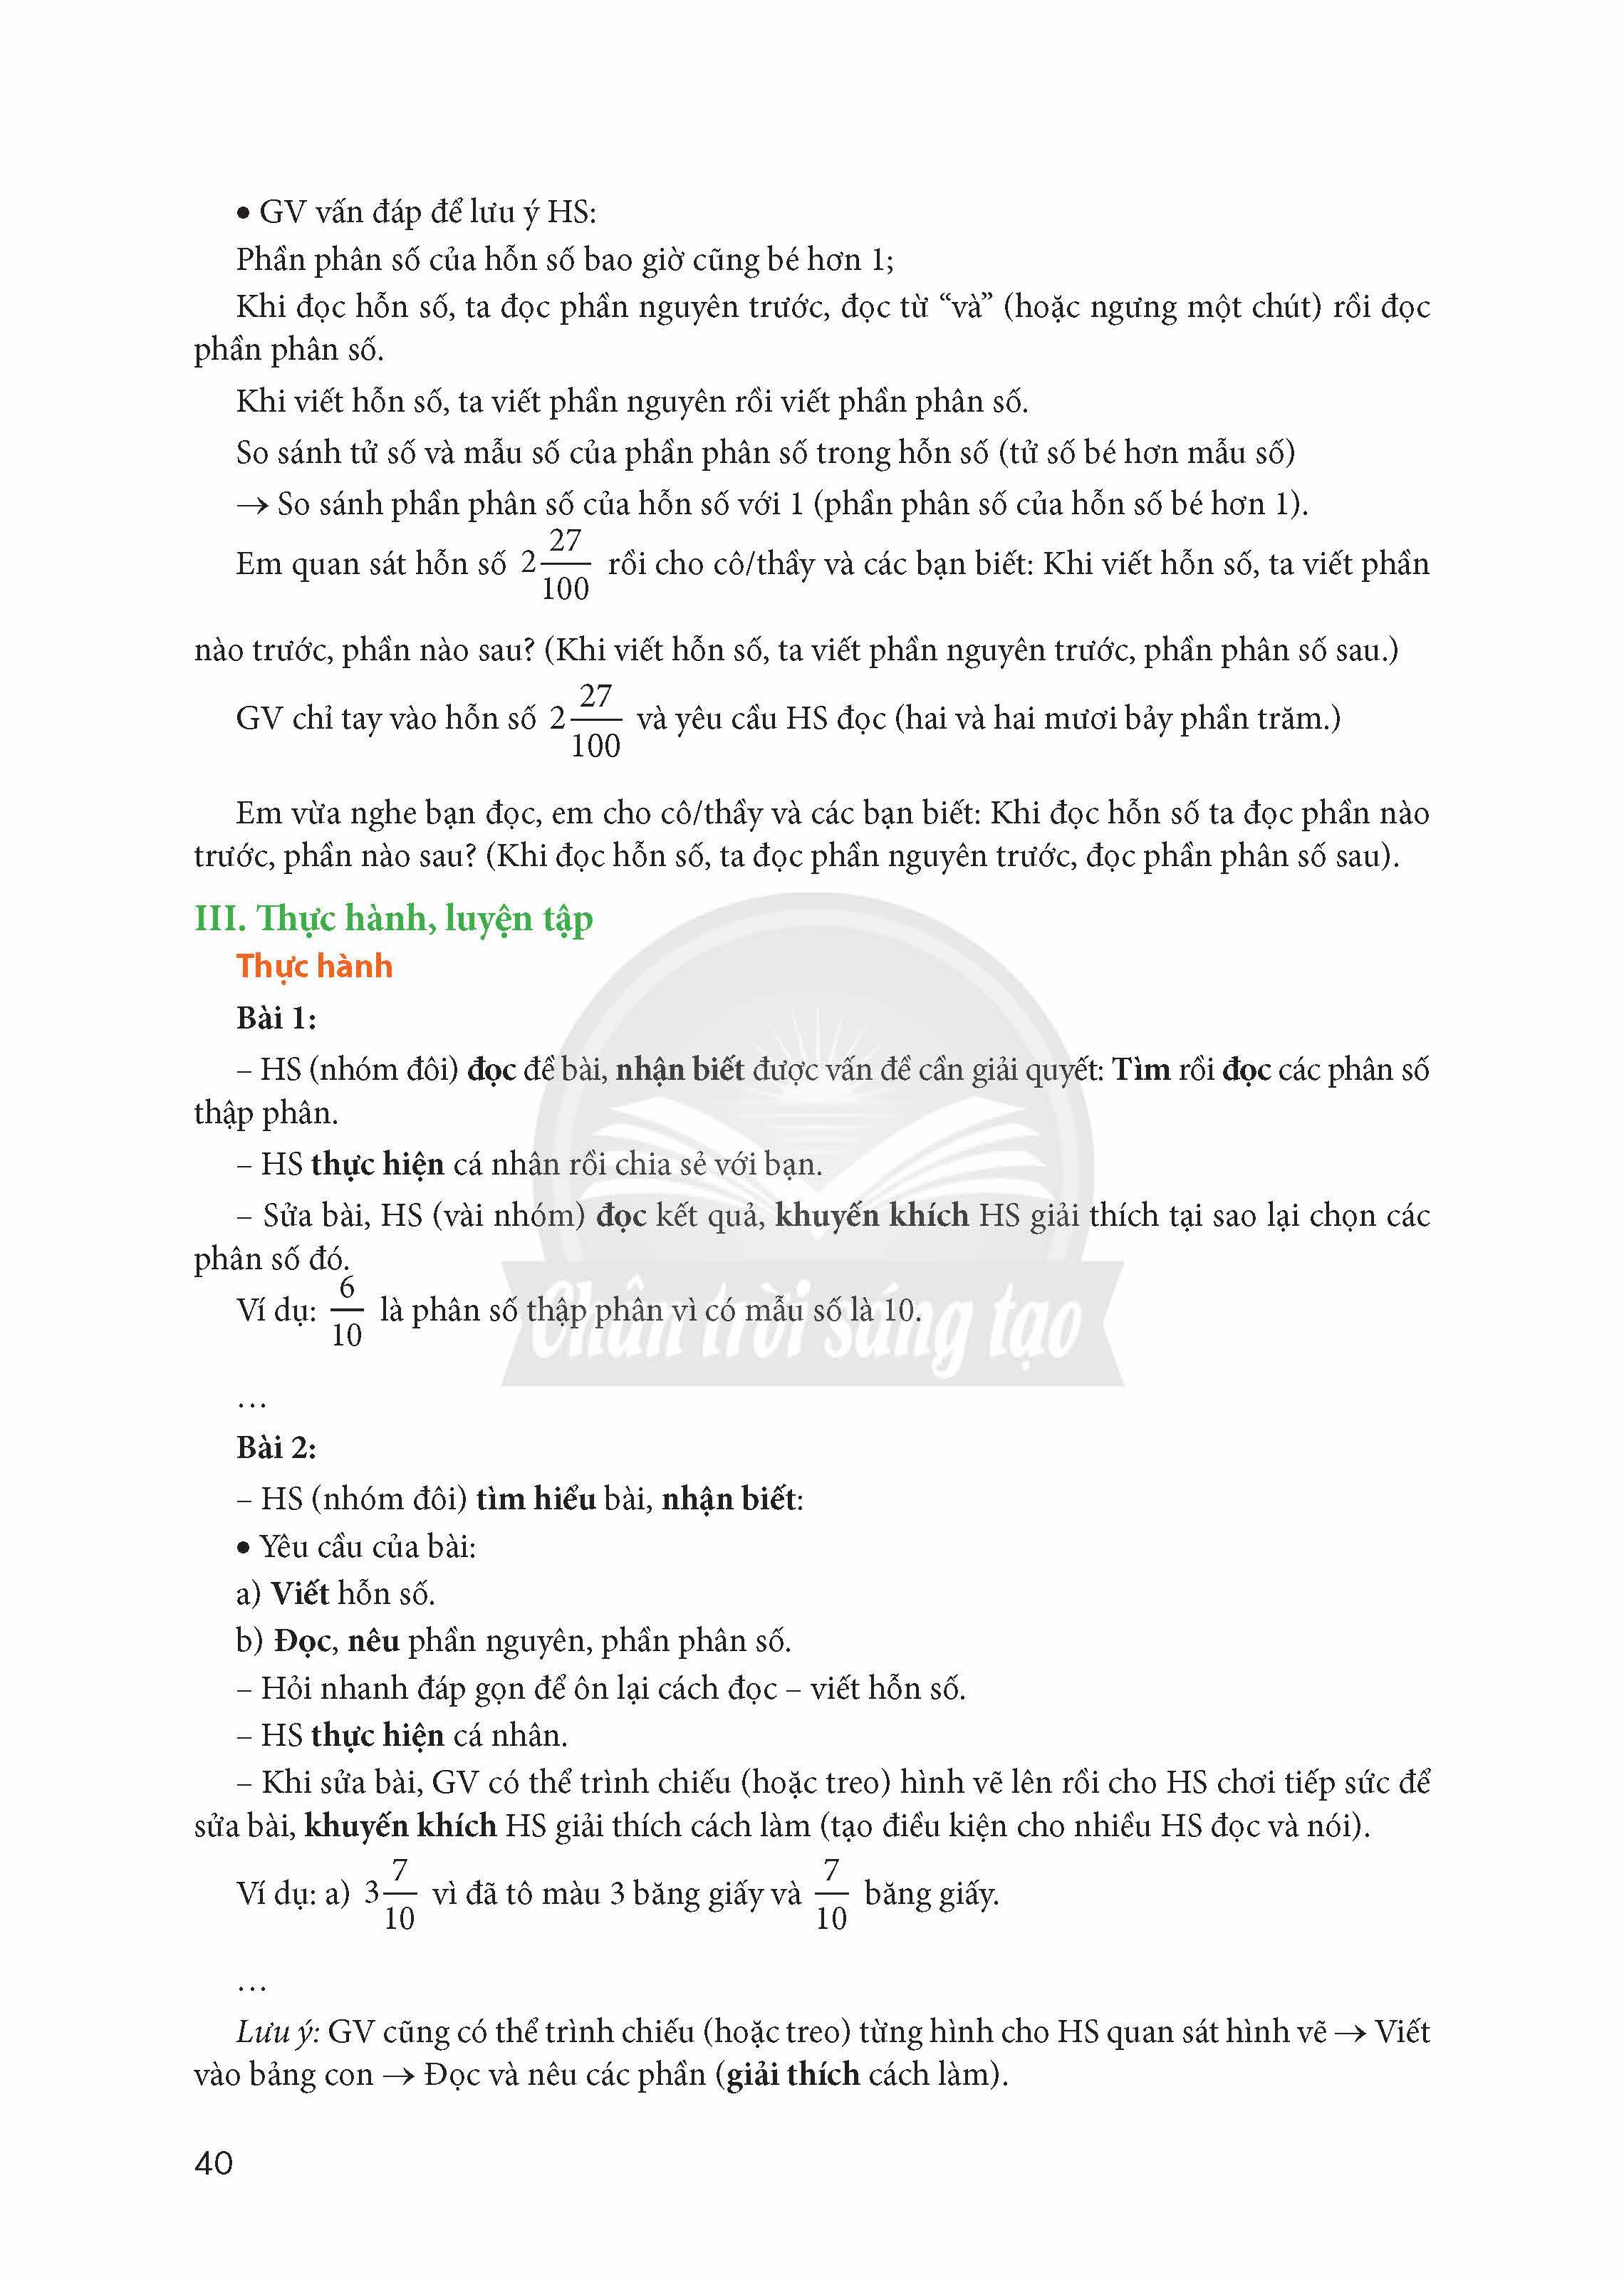 • GV vấn đáp để lưu ý HS:
Phần phân số của hỗn số bao giờ cũng bé hơn 1;
Khi đọc hỗn số, ta đọc phần nguyên trước, đọc từ “và” (hoặc ngưng một chút) rồi đọc
phần phân số.
Khi viết hỗn số, ta viết phần nguyên rồi viết phần phân số.
So sánh tử số và mẫu số của phần phân số trong hỗn số (tử số bé hơn mẫu số)
→ So sánh phần phân số của hỗn số với 1 (phần phân số của hỗn số bé hơn 1).
Em quan sát hỗn số 2 27/100 rồi cho cô/thầy và các bạn biết: Khi viết hỗn số, ta viết phần
nào trước, phần nào sau? (Khi viết hỗn số, ta viết phần nguyên trước, phần phân số sau.)
GV chỉ tay vào hỗn số 2 27/100 và yêu cầu HS đọc (hai và hai mươi bảy phần trăm.)
Em vừa nghe bạn đọc, em cho cô/thầy và các bạn biết: Khi đọc hỗn số ta đọc phần nào
trước, phần nào sau? (Khi đọc hỗn số, ta đọc phần nguyên trước, đọc phần phân số sau).
III. Thực hành, luyện tập
Thực hành
Bài 1:
– HS (nhóm đôi) đọc đề bài, nhận biết được vấn đề cần giải quyết: Tìm rồi đọc các phân số
thập phân.
– HS thực hiện cá nhân rồi chia sẻ với bạn.
– Sửa bài, HS (vài nhóm) đọc kết quả, khuyến khích HS giải thích tại sao lại chọn các
phân số đó.
Ví dụ: 6/10 là phân số thập phân vì có mẫu số là 10.
Chân trời sáng tạo
…
Bài 2:
– HS (nhóm đôi) tìm hiểu bài, nhận biết:
• Yêu cầu của bài:
a) Viết hỗn số.
b) Đọc, nêu phần nguyên, phần phân số.
– Hỏi nhanh đáp gọn để ôn lại cách đọc – viết hỗn số.
– HS thực hiện cá nhân.
– Khi sửa bài, GV có thể trình chiếu (hoặc treo) hình vẽ lên rồi cho HS chơi tiếp sức để
sửa bài, khuyến khích HS giải thích cách làm (tạo điều kiện cho nhiều HS đọc và nói).
Ví dụ: a) 3 7/10 vì đã tô màu 3 băng giấy và 7/10 băng giấy.
…
Lưu ý: GV cũng có thể trình chiếu (hoặc treo) từng hình cho HS quan sát hình vẽ → Viết
vào bảng con → Đọc và nêu các phần (giải thích cách làm).
40